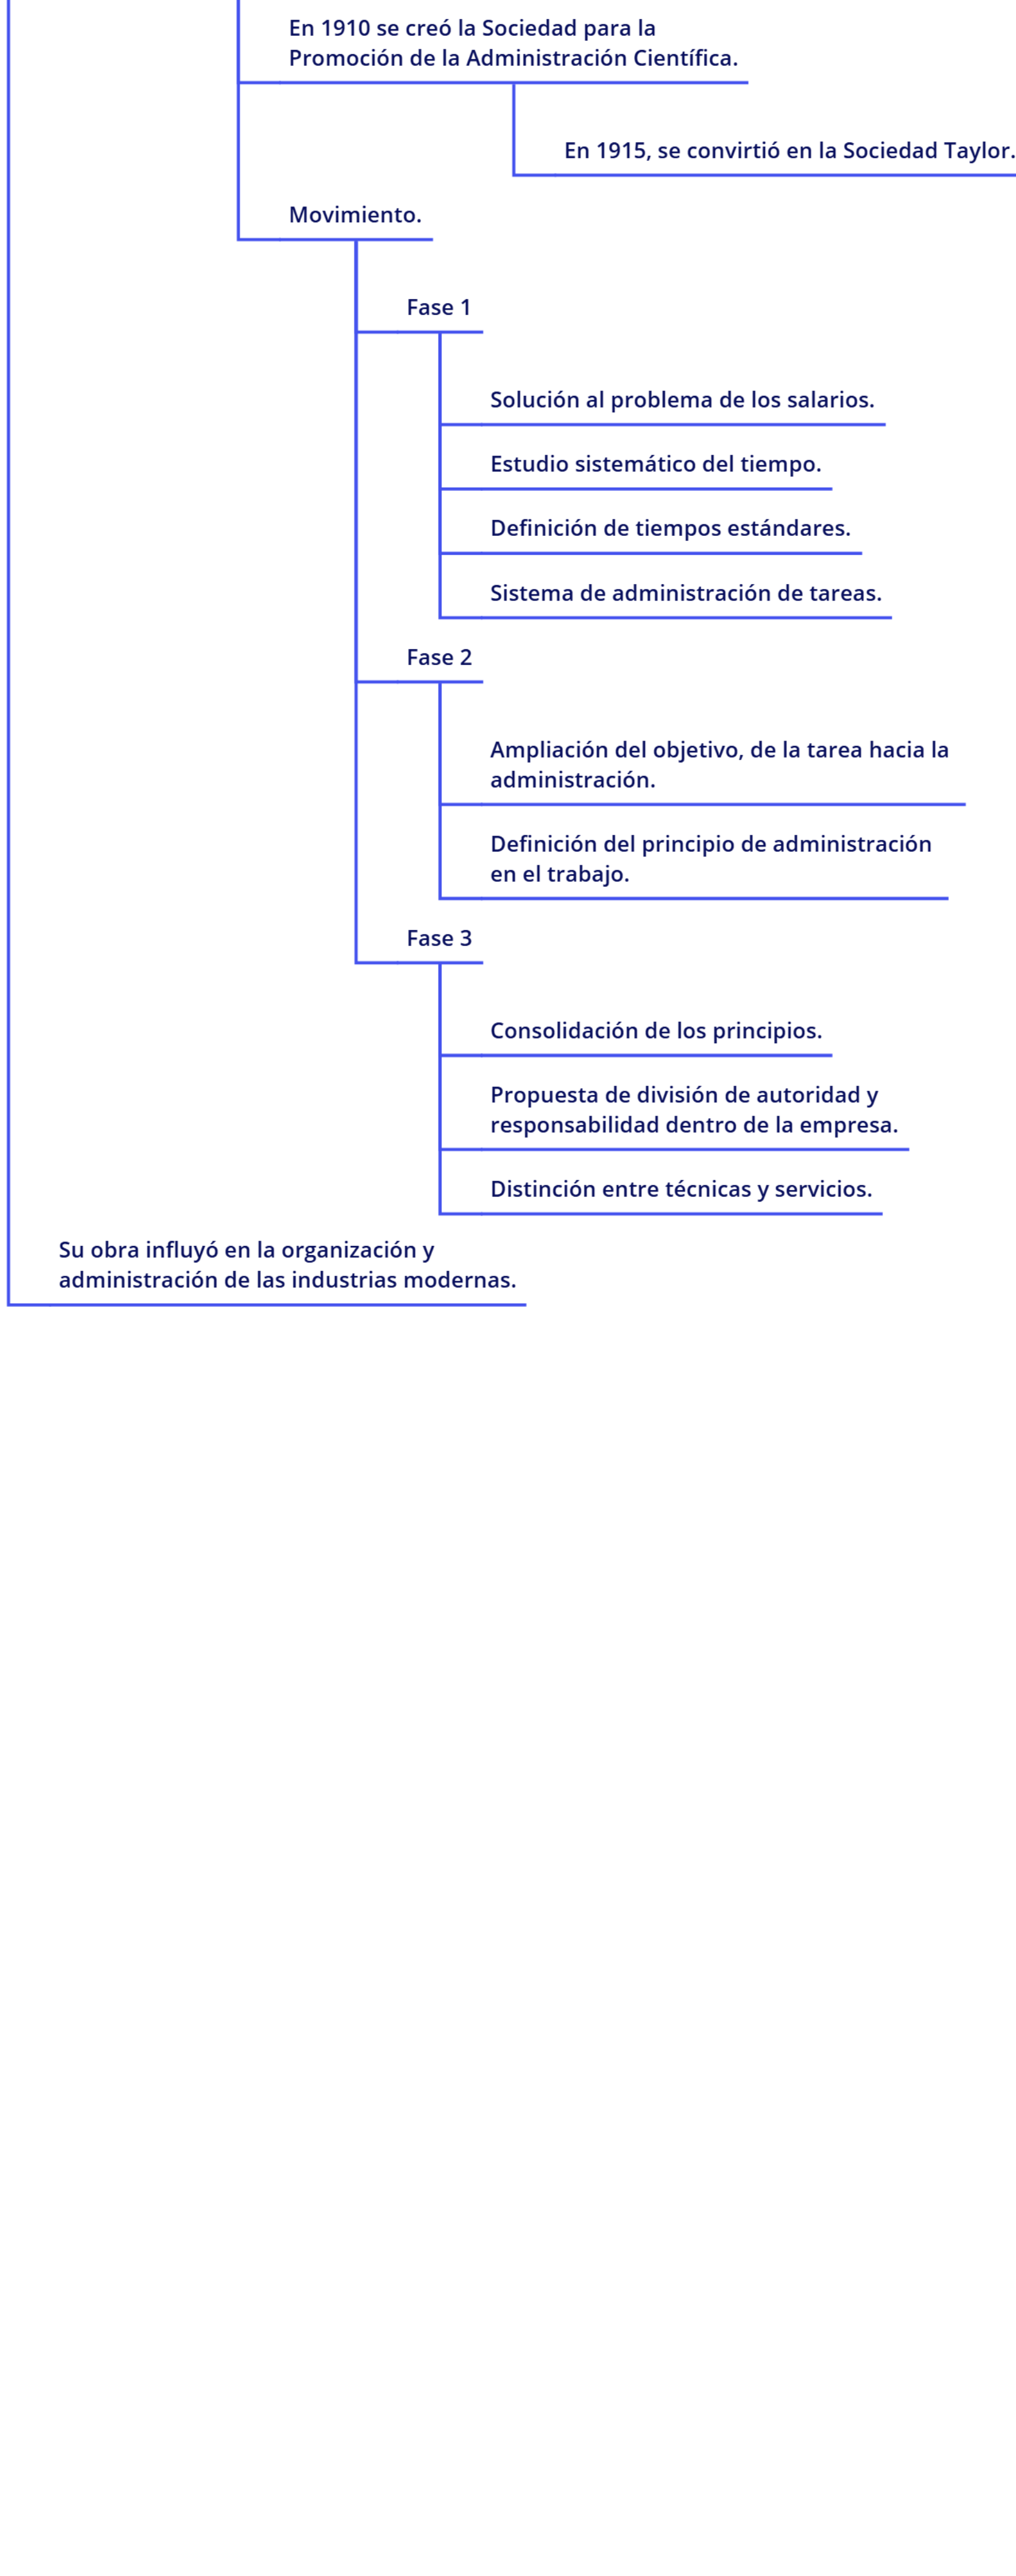 En 1910 se creó la Sociedad para la
Promoción de la Administración Científica.
En 1915, se convirtió en la Sociedad Taylor.
Movimiento.
Fase 1
Solución al problema de los salarios.
Estudio sistemático del tiempo.
Definición de tiempos estándares.
Sistema de administración de tareas.
Fase 2
Ampliación del objetivo, de la tarea hacia la
administración.
Definición del principio de administración
en el trabajo.
Fase 3
Consolidación de los principios.
Propuesta de división de autoridad y
responsabilidad dentro de la empresa.
Distinción entre técnicas y servicios.
Su obra influyó en la organización y
administración de las industrias modernas.